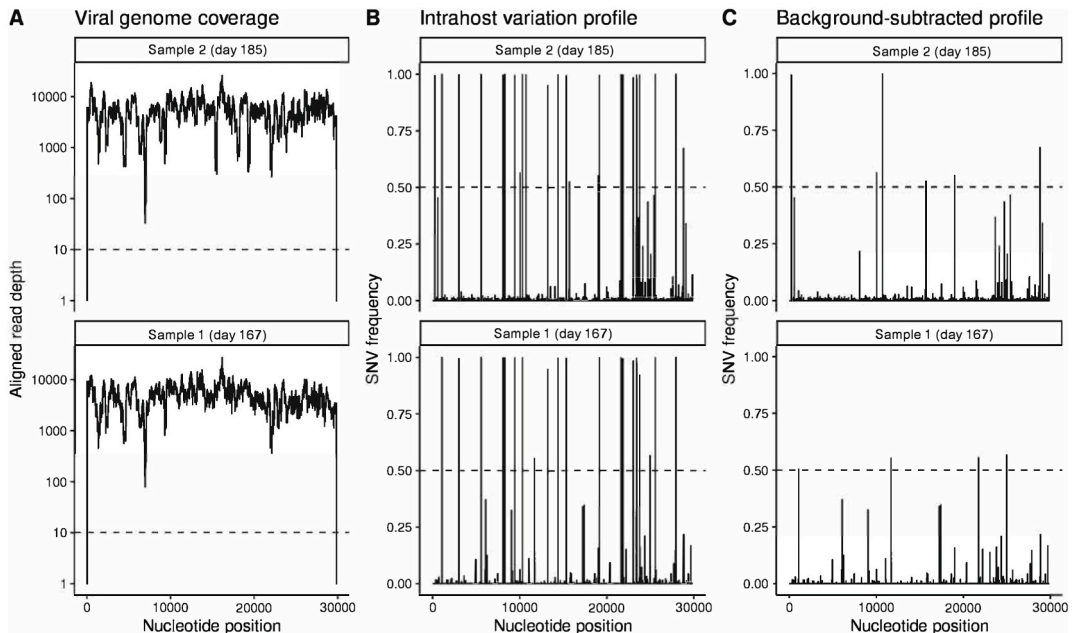 A Viral genome coverage
Sample 2 (day 185)
10000
1000
100
10
1
Sample 1 (day 167)
10000
1000
100
10
1
0 10000 20000 30000
Nucleotide position
Aligned read depth
B Intrahost variation profile
Sample 2 (day 185)
1.00
0.75
0.50
0.25
0.00
Sample 1 (day 167)
1.00
0.75
0.50
0.25
0.00
0 10000 20000 30000
Nucleotide position
SNV frequency
C Background-subtracted profile
Sample 2 (day 185)
1.00
0.75
0.50
0.25
0.00
Sample 1 (day 167)
1.00
0.75
0.50
0.25
0.00
0 10000 20000 30000
Nucleotide position
SNV frequency